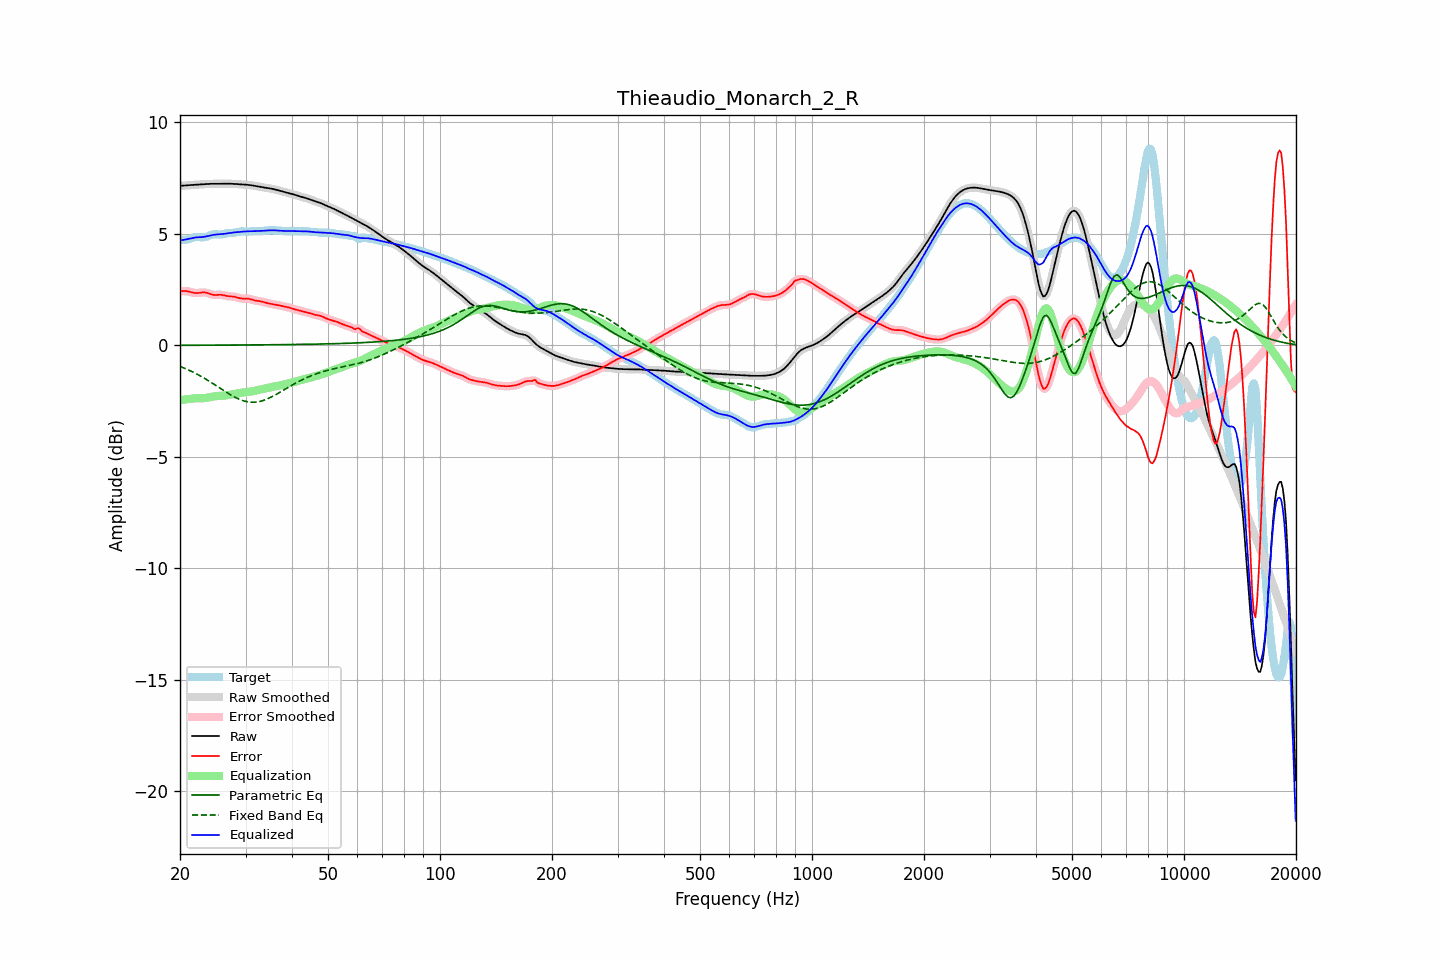 Thieaudio_Monarch_2_R
Amplitude (dBr)
10
5
0
−5
−10
−15
−20
Target
Raw Smoothed
Error Smoothed
Raw
Error
Equalization
Parametric Eq
Fixed Band Eq
Equalized
20 50 100 200 500 1000 2000 5000 10000 20000
Frequency (Hz)